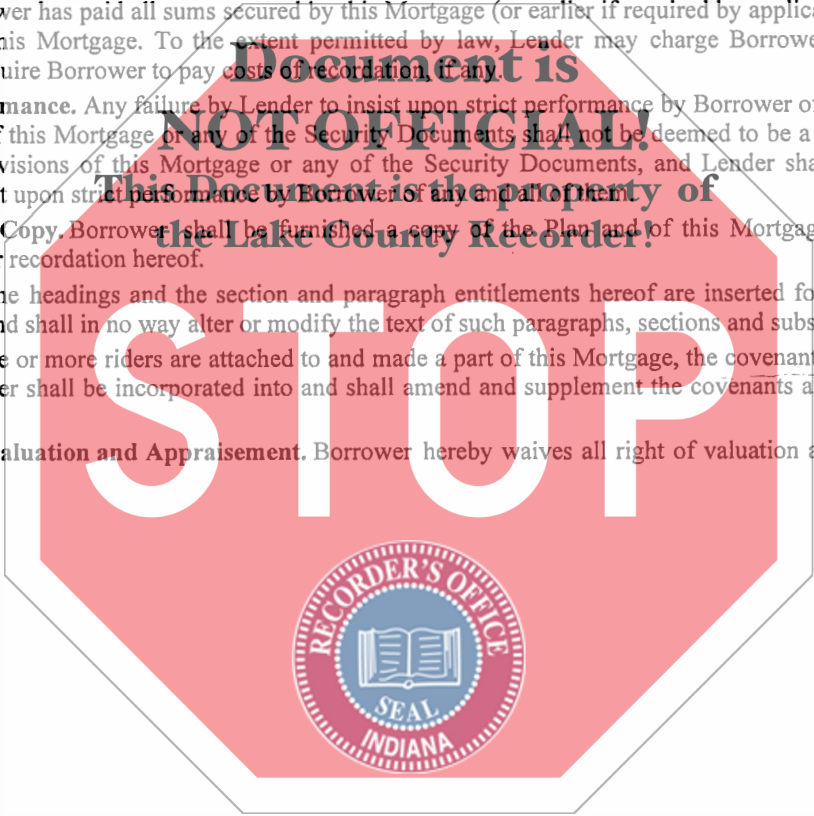 wer has paid all sums secured by this Mortgage (or earlier if required by applica
his Mortgage. To the extent permitted by law, Lender may charge Borrowe
uire Borrower to pay costs of recordation, if any.
Document is
mance. Any failure by Lender to insist upon strict performance by Borrower o
f this Mortgage or any of the Security Documents shall not be deemed to be a
NOT OFFICIAL!
visions of this Mortgage or any of the Security Documents, and Lender sha
t upon strict performance by Borrower of any and all of them.
This Document is the property of
Copy. Borrower shall be furnished a copy of the Plan and of this Mortgag
the Lake County Recorder!
r recordation hereof.
ne headings and the section and paragraph entitlements hereof are inserted fo
nd shall in no way alter or modify the text of such paragraphs, sections and subs
e or more riders are attached to and made a part of this Mortgage, the covenant
er shall be incorporated into and shall amend and supplement the covenants a
STOP
aluation and Appraisement. Borrower hereby waives all right of valuation a
RECORDER'S OFFICE
SEAL
INDIANA